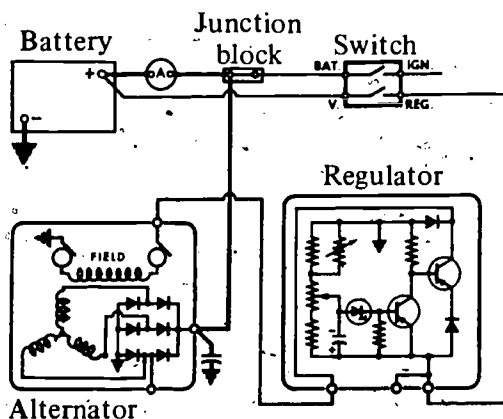 Battery
Junction
block
Switch
+
A
BAT.
IGN.
-
V.
REG.
Regulator
FIELD
-
+
Alternator